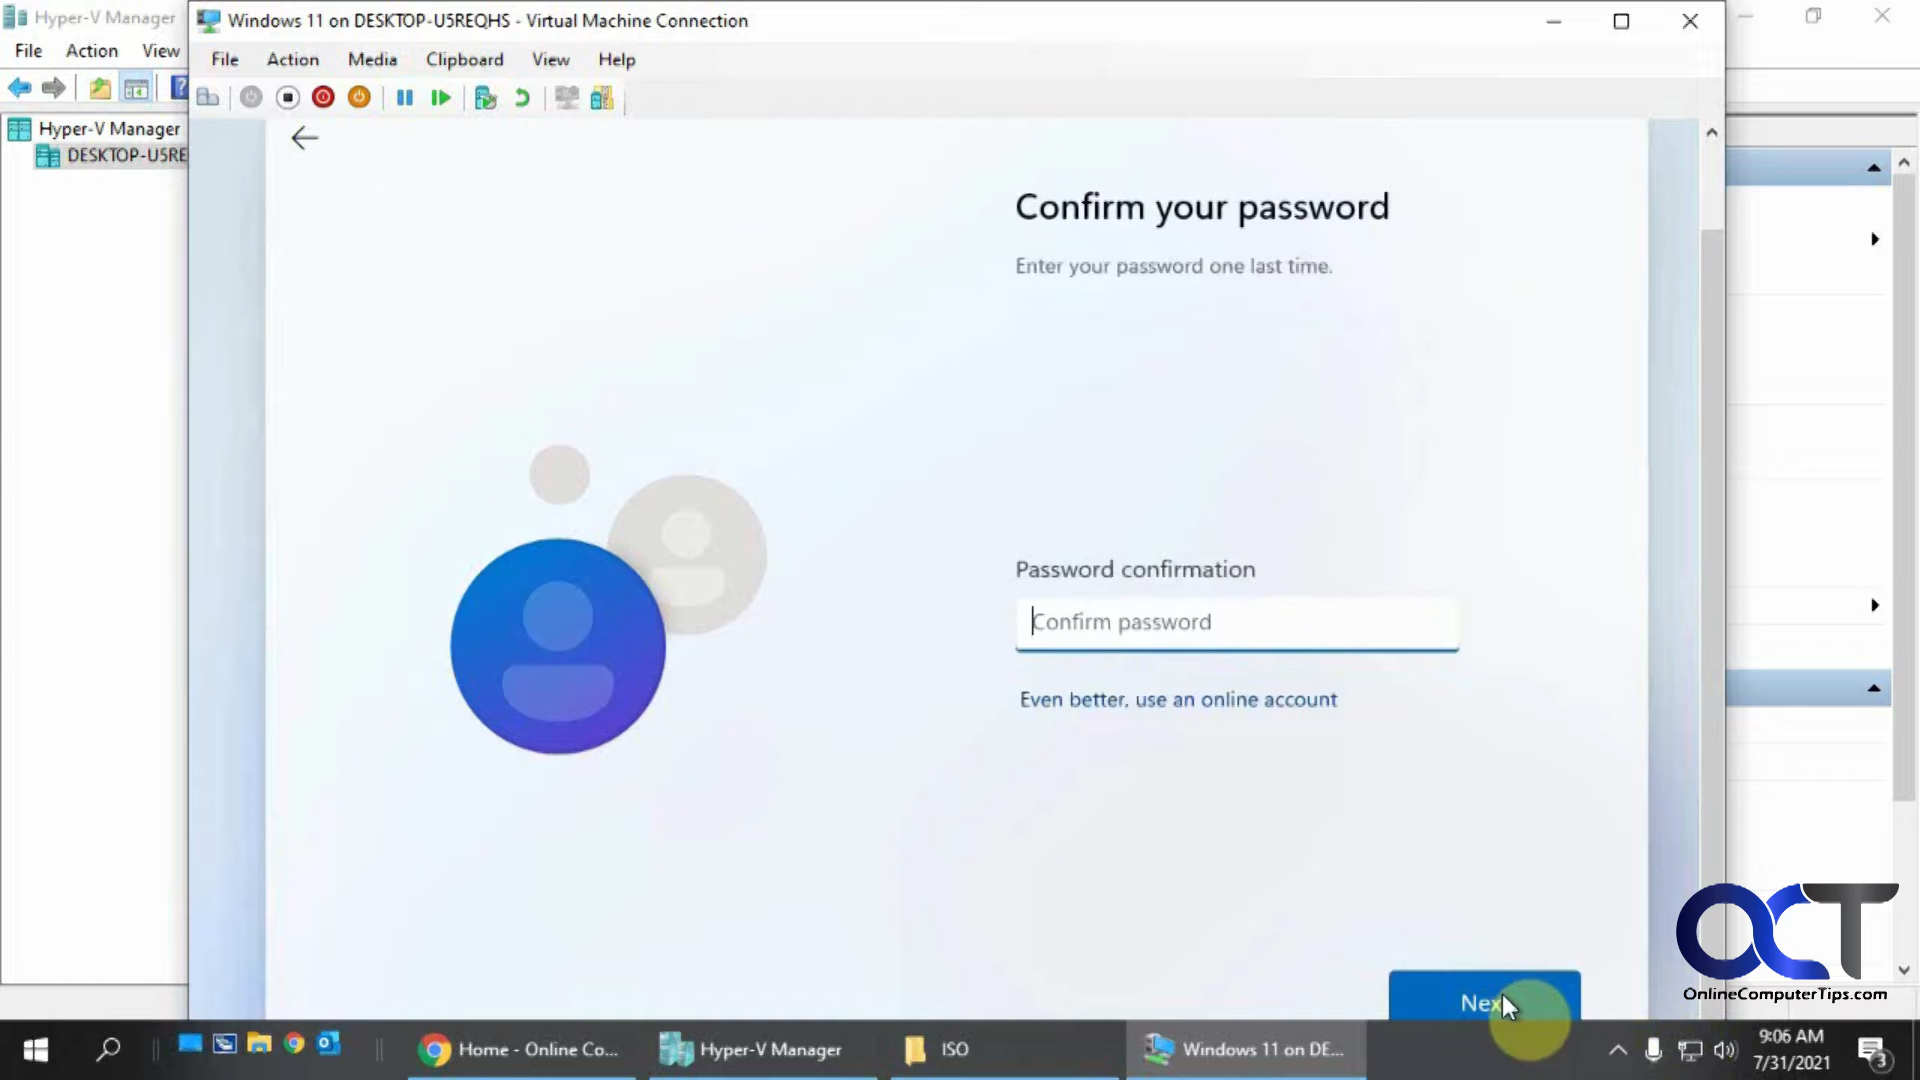 Hyper-V Manager
File Action View
Hyper-V Manager
DESKTOP-U5RE
Windows 11 on DESKTOP-U5REQHS - Virtual Machine Connection
File Action Media Clipboard View Help
Confirm your password
Enter your password one last time.
Password confirmation
Confirm password
Even better, use an online account
Nex
OCT
OnlineComputerTips.com
Home - Online Co...
Hyper-V Manager
ISO
Windows 11 on DE...
9:06 AM
7/31/2021
3